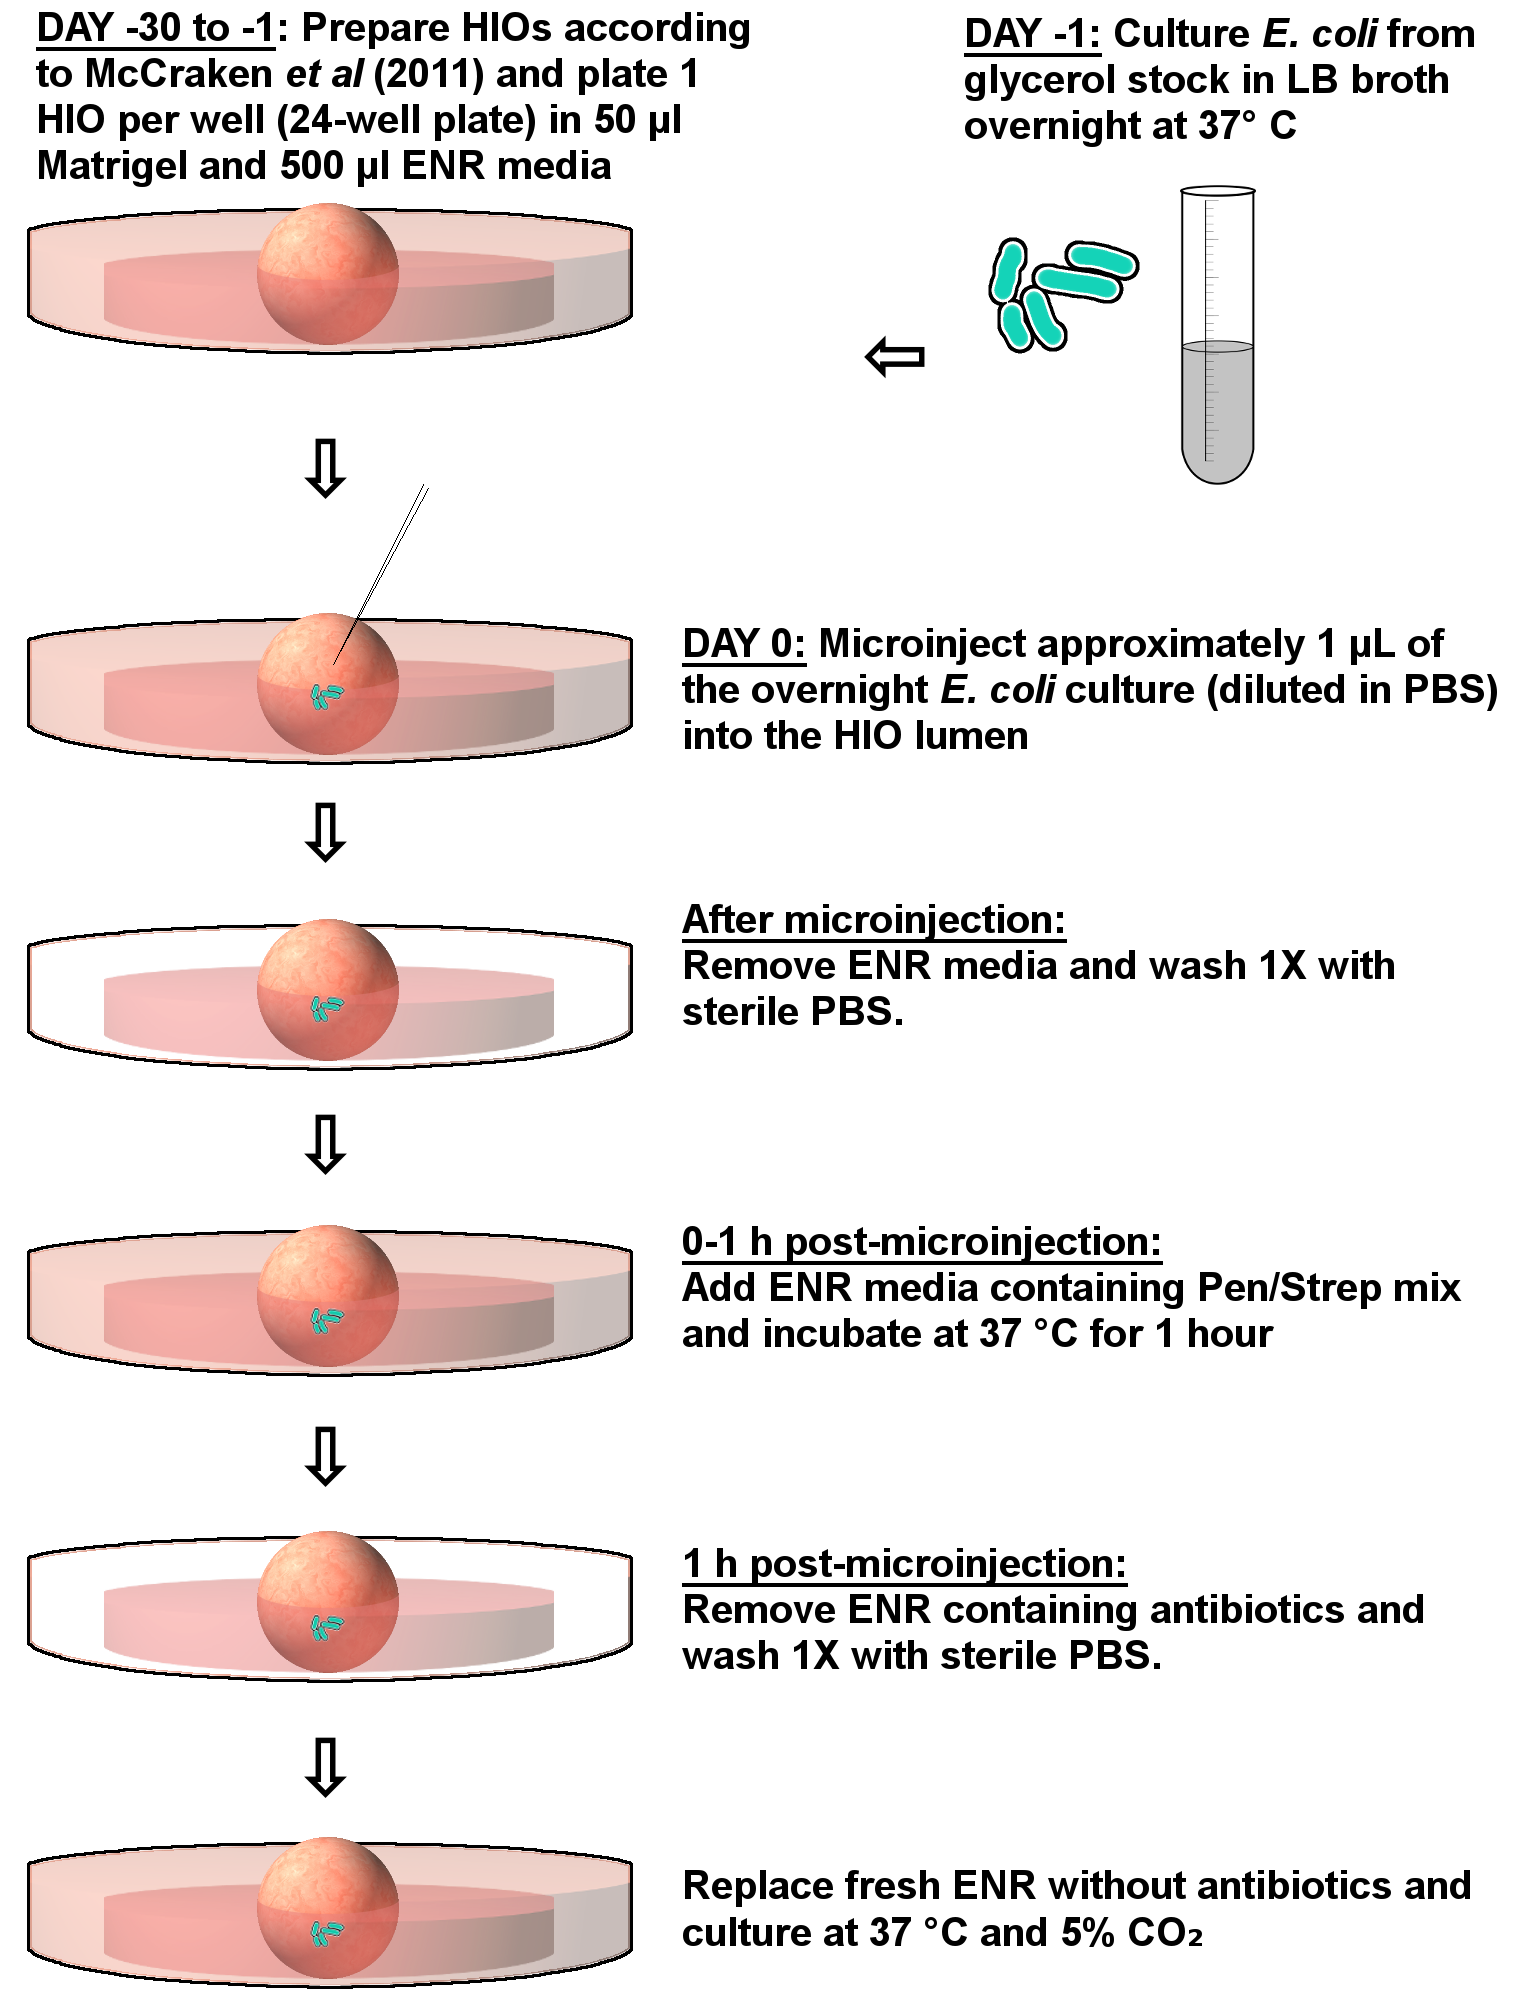 DAY -30 to -1: Prepare HIOs according
to McCraken et al (2011) and plate 1
HIO per well (24-well plate) in 50 µl
Matrigel and 500 µl ENR media
DAY -1: Culture E. coli from
glycerol stock in LB broth
overnight at 37° C
DAY 0: Microinject approximately 1 µL of
the overnight E. coli culture (diluted in PBS)
into the HIO lumen
After microinjection:
Remove ENR media and wash 1X with
sterile PBS.
0-1 h post-microinjection:
Add ENR media containing Pen/Strep mix
and incubate at 37 °C for 1 hour
1 h post-microinjection:
Remove ENR containing antibiotics and
wash 1X with sterile PBS.
Replace fresh ENR without antibiotics and
culture at 37 °C and 5% CO₂